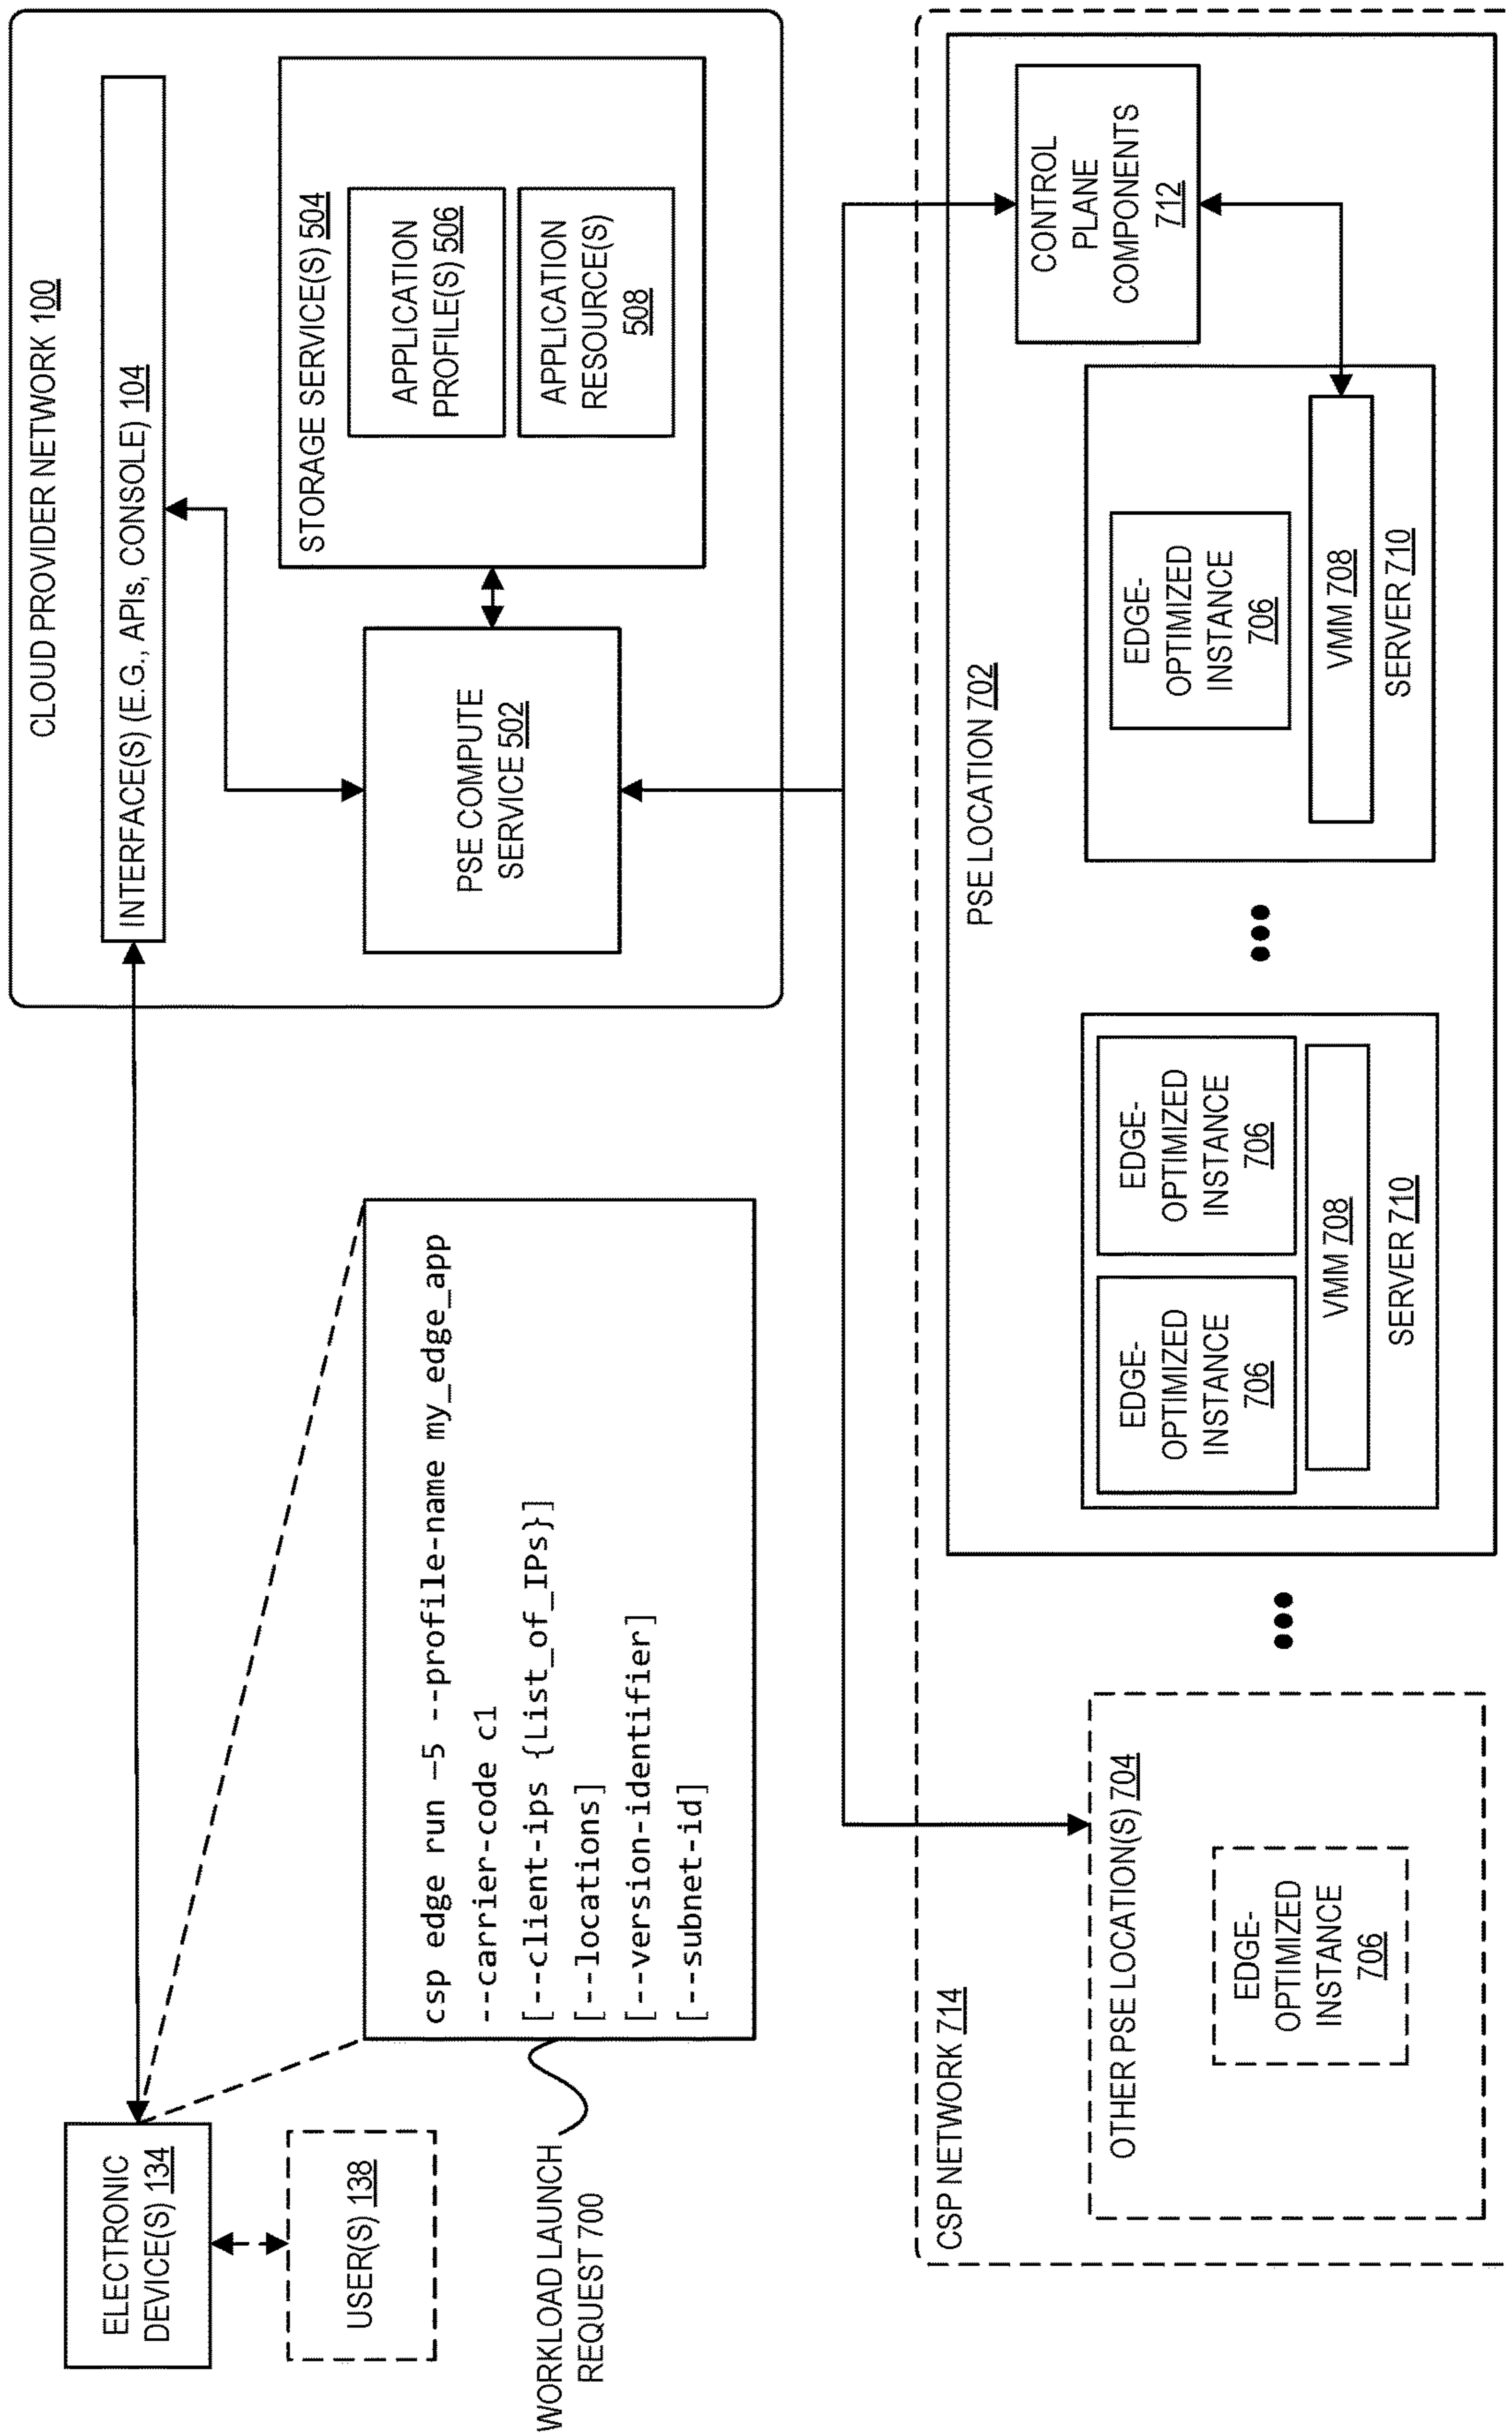 ELECTRONIC
DEVICE(S) 134
USER(S) 138
WORKLOAD LAUNCH
REQUEST 700
csp edge run –5 --profile-name my_edge_app
--carrier-code c1
[--client-ips {List_of_IPs}]
[--locations]
[--version-identifier]
[--subnet-id]
CLOUD PROVIDER NETWORK 100
INTERFACE(S) (E.G., APIs, CONSOLE) 104
PSE COMPUTE
SERVICE 502
STORAGE SERVICE(S) 504
APPLICATION
PROFILE(S) 506
APPLICATION
RESOURCE(S)
508
CSP NETWORK 714
OTHER PSE LOCATION(S) 704
EDGE-
OPTIMIZED
INSTANCE
706
PSE LOCATION 702
EDGE-
OPTIMIZED
INSTANCE
706
EDGE-
OPTIMIZED
INSTANCE
706
VMM 708
SERVER 710
EDGE-
OPTIMIZED
INSTANCE
706
VMM 708
SERVER 710
CONTROL
PLANE
COMPONENTS
712